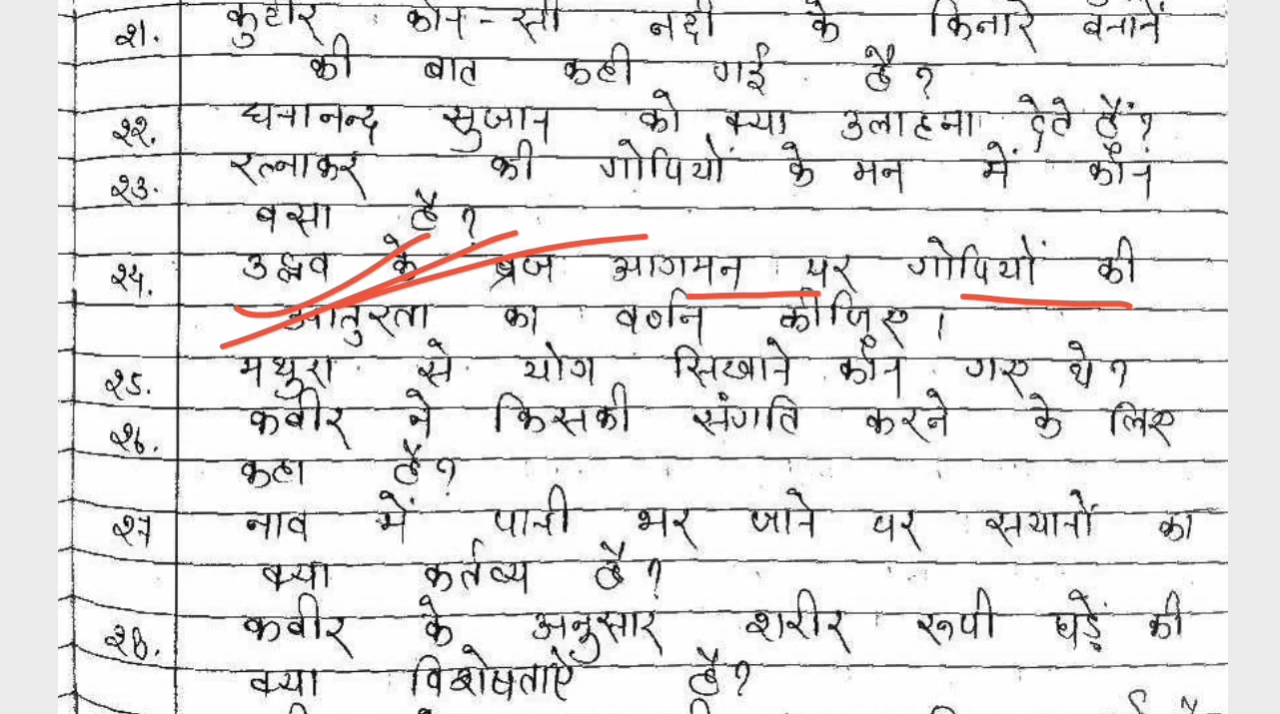 २१. कुटीर कौन-सी नदी के किनारे बनाने
की बात कही गई है?
२२. घनानन्द सुजान को क्या उलाहना देते हैं?
२३. रत्नाकर की गोपियों के मन में कौन
बसा है?
२४. उद्धव के ब्रज आगमन पर गोपियों की
आतुरता का वर्णन कीजिए।
२५. मथुरा से योग सिखाने कौन गए थे?
२६. कबीर ने किसकी संगति करने के लिए
कहा है?
२७ नाव में पानी भर जाने पर सयानों का
क्या कर्तव्य है?
२८. कबीर के अनुसार शरीर रूपी घड़े की
क्या विशेषताऐं है?